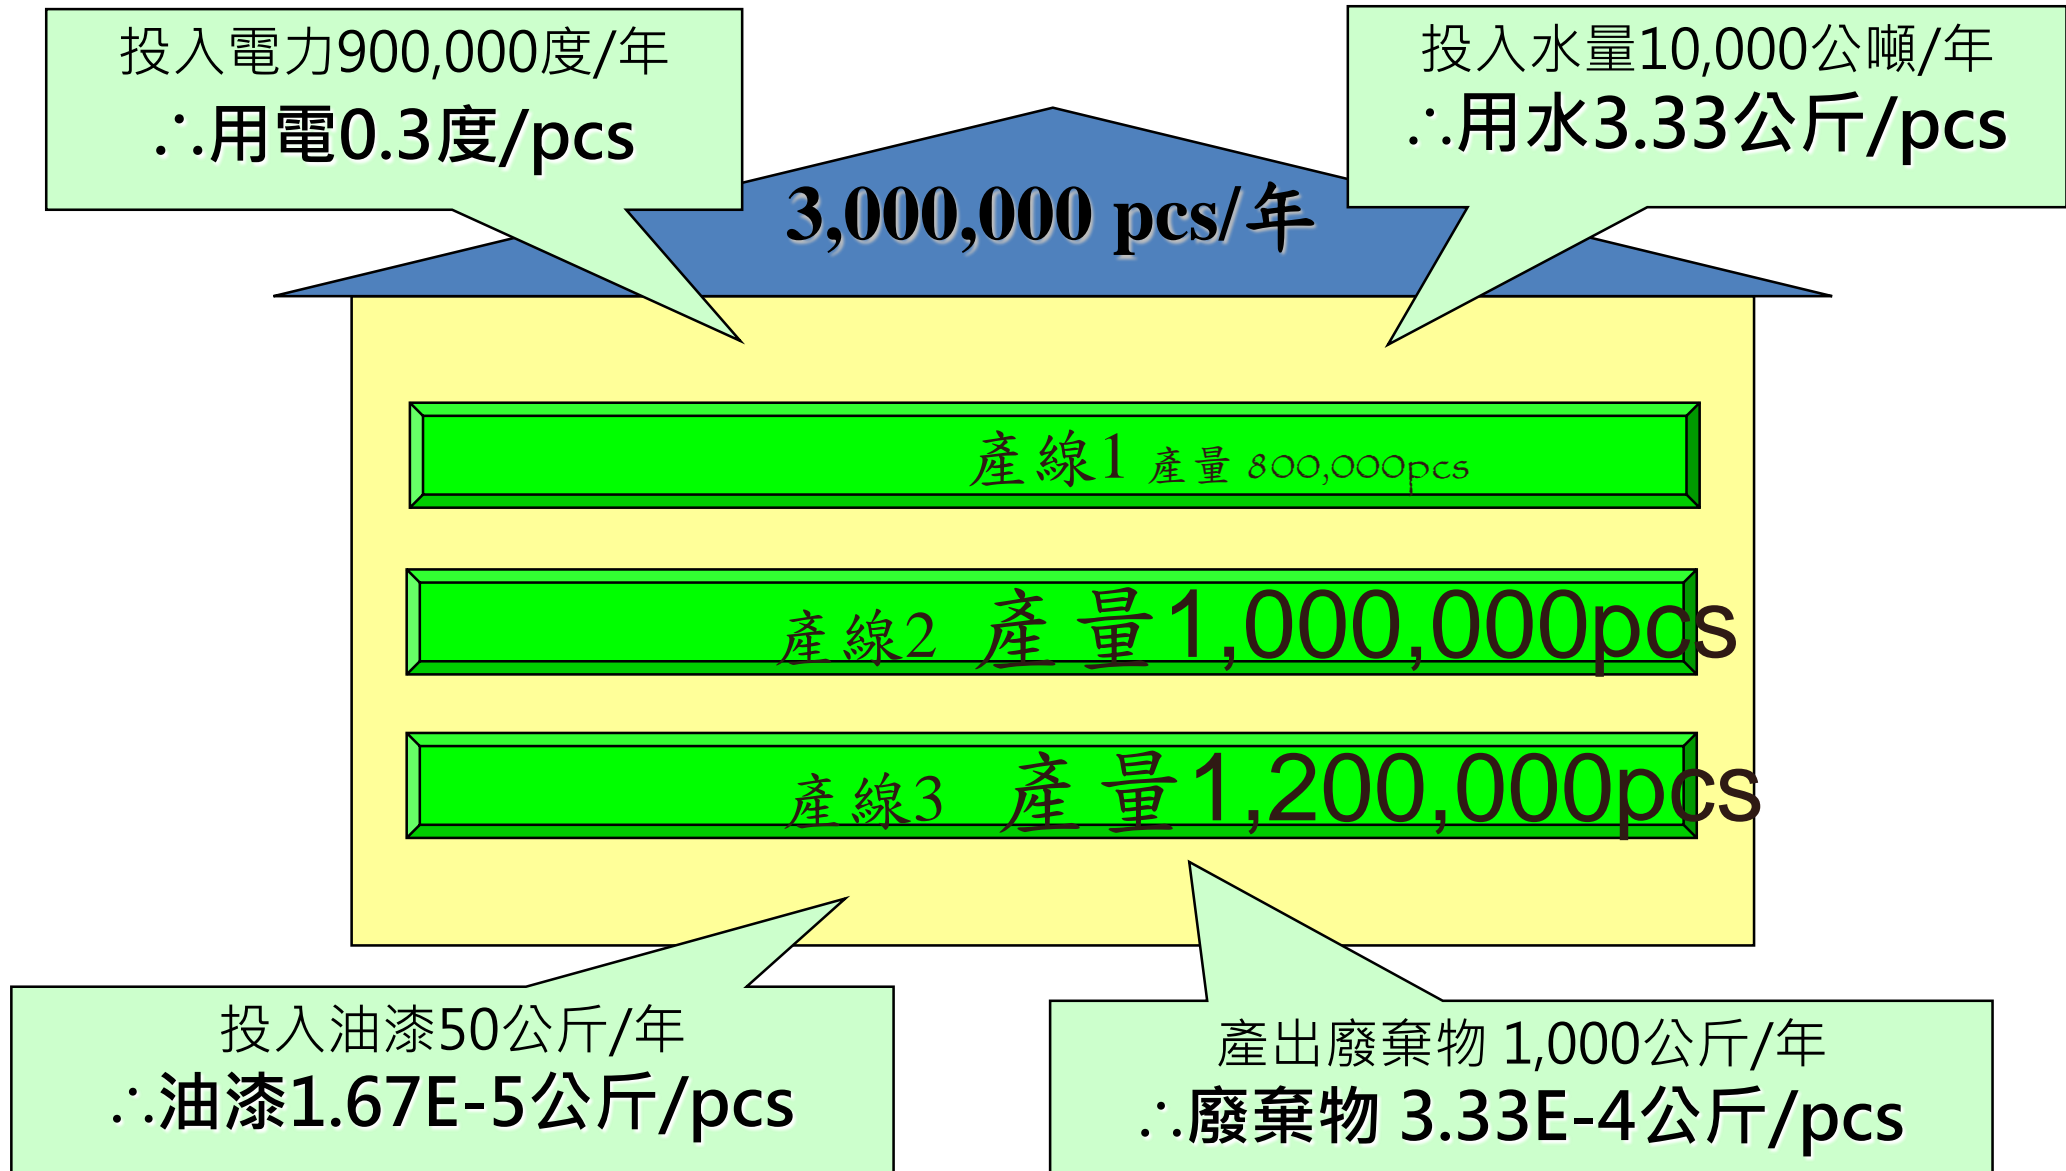 投入電力900,000度/年
∴用電0.3度/pcs
投入水量10,000公噸/年
∴用水3.33公斤/pcs
3,000,000 pcs/年
產線1 產量 800,000pcs
產線2 產量1,000,000pcs
產線3 產量1,200,000pcs
投入油漆50公斤/年
∴油漆1.67E-5公斤/pcs
產出廢棄物 1,000公斤/年
∴廢棄物 3.33E-4公斤/pcs